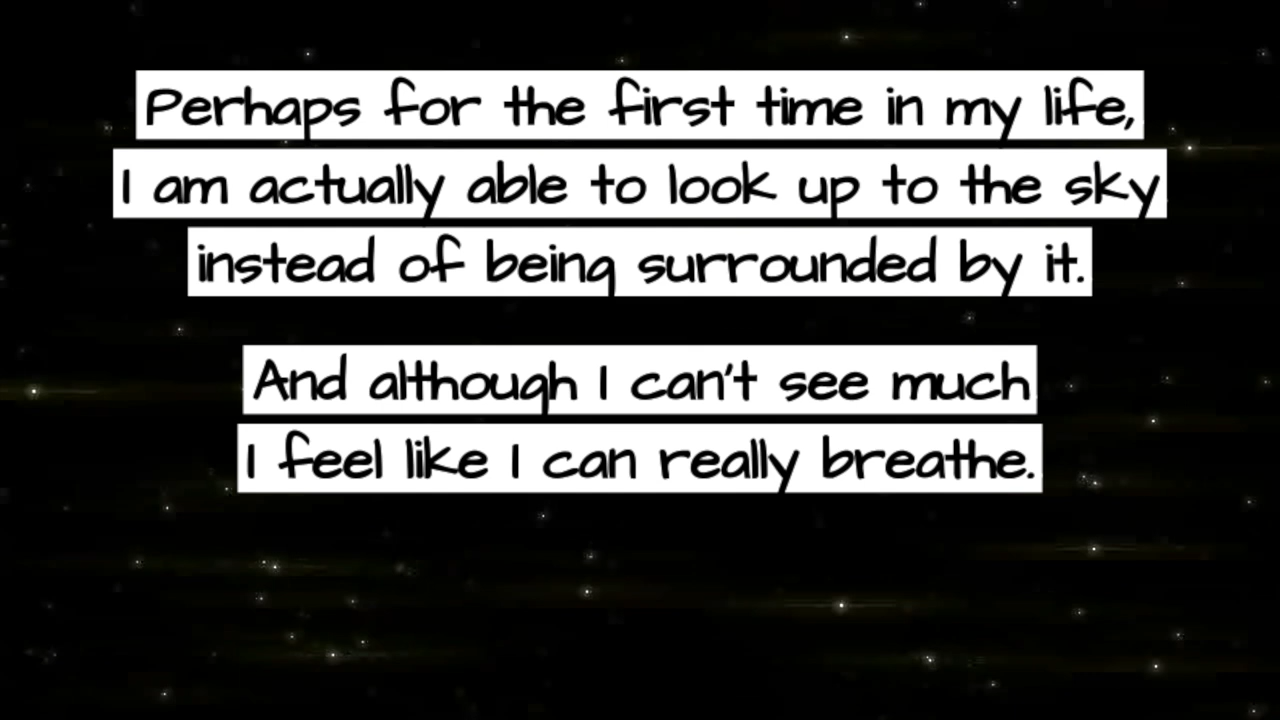 Perhaps for the first time in my life,
I am actually able to look up to the sky
instead of being surrounded by it.
And although I can't see much
I feel like I can really breathe.